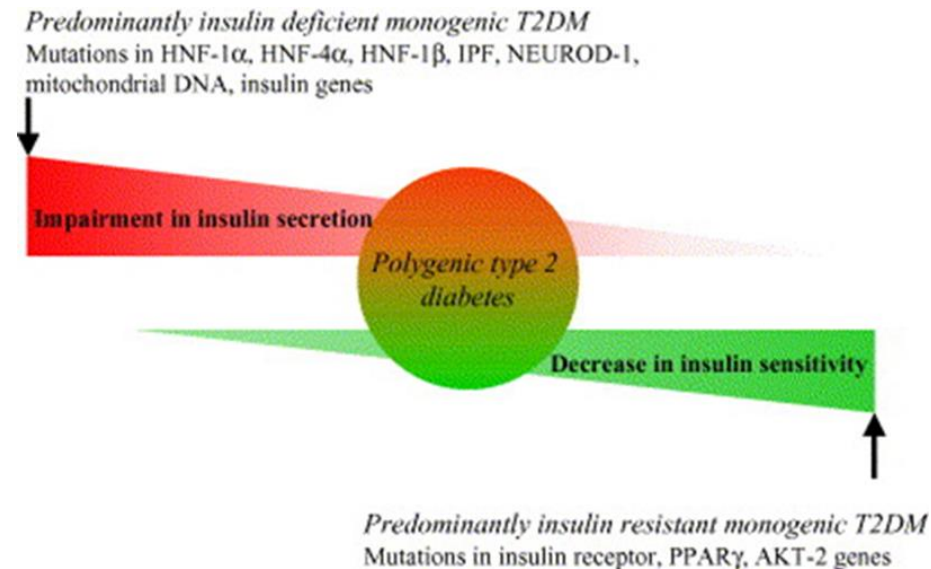 Predominantly insulin deficient monogenic T2DM
Mutations in HNF-1α, HNF-4α, HNF-1β, IPF, NEUROD-1,
mitochondrial DNA, insulin genes
Impairment in insulin secretion
Polygenic type 2
diabetes
Decrease in insulin sensitivity
Predominantly insulin resistant monogenic T2DM
Mutations in insulin receptor, PPARγ, AKT-2 genes